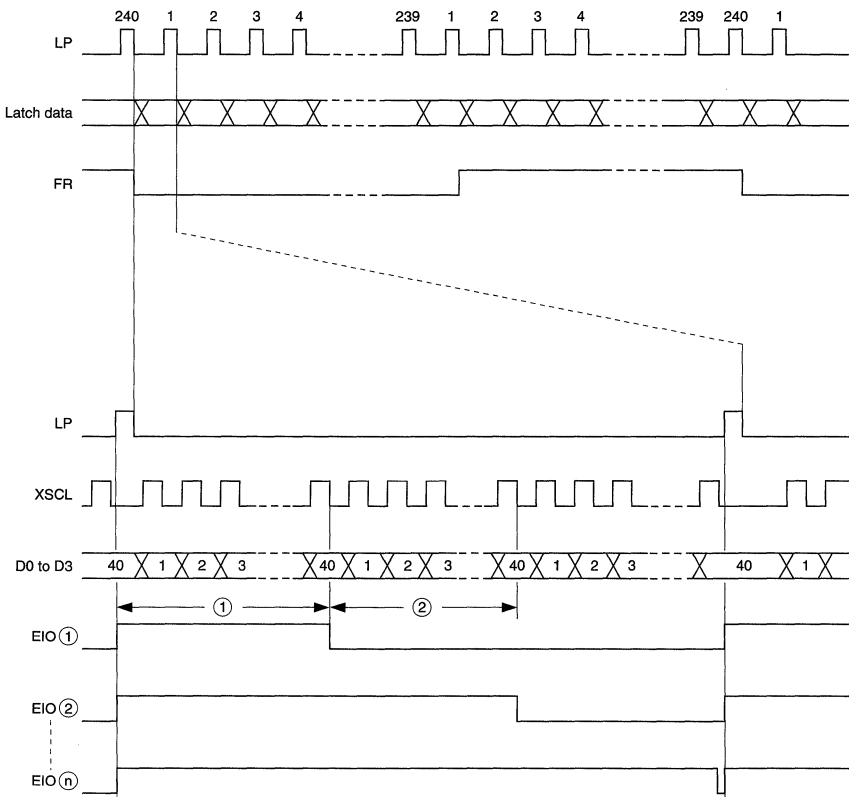 240 1 2 3 4 239 1 2 3 4 239 240 1
LP
Latch data
FR
LP
XSCL
D0 to D3 40 1 2 3 40 1 2 3 40 1 2 3 40 1
① ②
EIO ①
EIO ②
EIO ⓝ